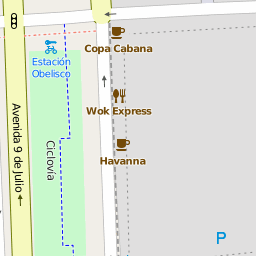 Copa Cabana
Estación
Obelisco
Wok Express
Avenida 9 de Julio
Ciclovía
Havanna
P